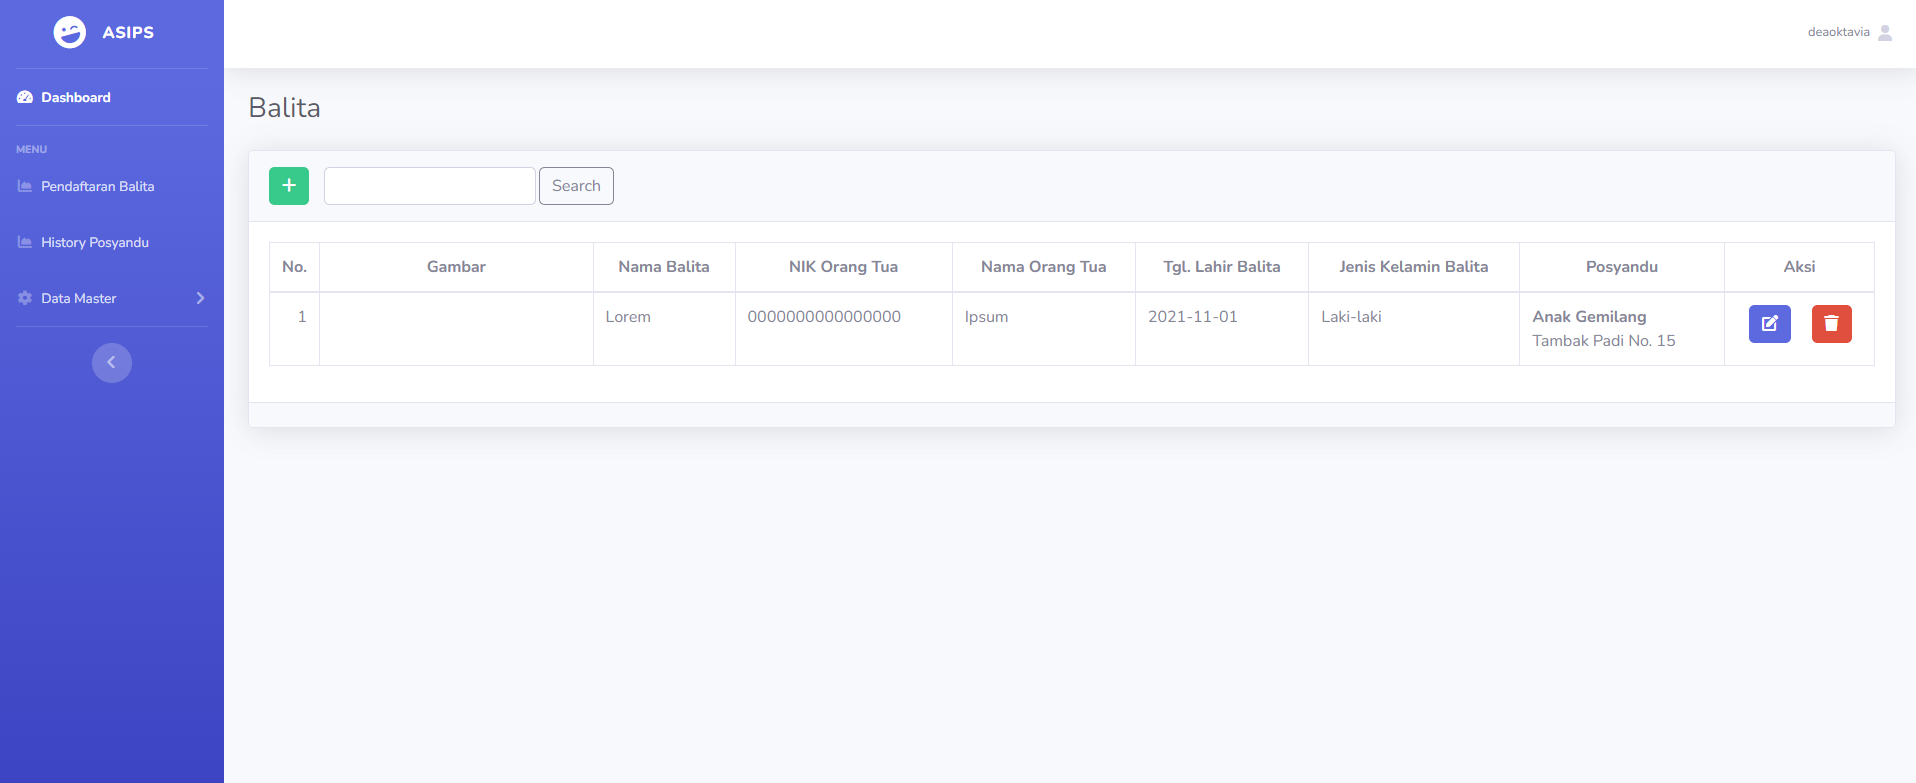 ASIPS
deaoktavia
Dashboard
MENU
Pendaftaran Balita
History Posyandu
Data Master
Balita
Search
No. Gambar Nama Balita NIK Orang Tua Nama Orang Tua Tgl. Lahir Balita Jenis Kelamin Balita Posyandu Aksi
1 Lorem 0000000000000000 Ipsum 2021-11-01 Laki-laki Anak Gemilang
Tambak Padi No. 15